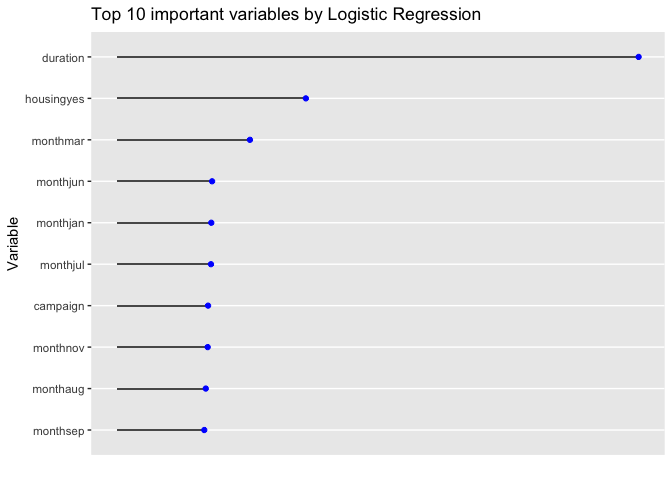 Top 10 important variables by Logistic Regression
duration
housingyes
monthmar
monthjun
monthjan
monthjul
campaign
monthnov
monthaug
monthsep
Variable